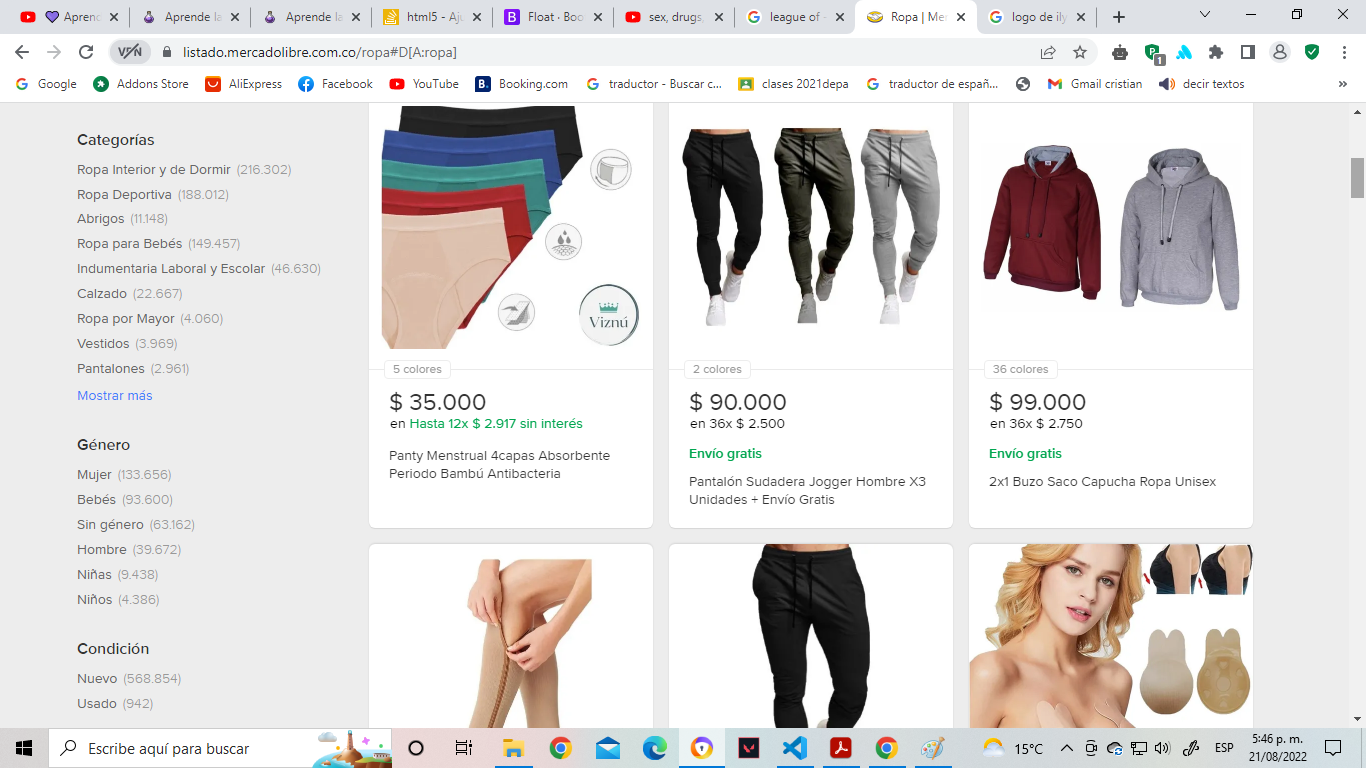 Aprenc
Aprende la
Aprende la
html5 - Aju
Float · Boo
sex, drugs,
league of -
Ropa | Mer
logo de ily
VPN
listado.mercadolibre.com.co/ropa#D[A:ropa]
1
Google
Addons Store
AliExpress
Facebook
YouTube
B.
Booking.com
traductor - Buscar c...
clases 2021depa
traductor de españ...
Gmail cristian
decir textos
»
Categorías
Ropa Interior y de Dormir (216.302)
Ropa Deportiva (188.012)
Abrigos (11.148)
Ropa para Bebés (149.457)
Indumentaria Laboral y Escolar (46.630)
Calzado (22.667)
Ropa por Mayor (4.060)
Vestidos (3.969)
Pantalones (2.961)
Mostrar más
Género
Mujer (133.656)
Bebés (93.600)
Sin género (63.162)
Hombre (39.672)
Niñas (9.438)
Niños (4.386)
Condición
Nuevo (568.854)
Usado (942)
Viznú
5 colores
$ 35.000
en Hasta 12x $ 2.917 sin interés
Panty Menstrual 4capas Absorbente
Periodo Bambú Antibacteria
2 colores
$ 90.000
en 36x $ 2.500
Envío gratis
Pantalón Sudadera Jogger Hombre X3
Unidades + Envío Gratis
36 colores
$ 99.000
en 36x $ 2.750
Envío gratis
2x1 Buzo Saco Capucha Ropa Unisex
Escribe aquí para buscar
15°C
ESP
5:46 p. m.
21/08/2022